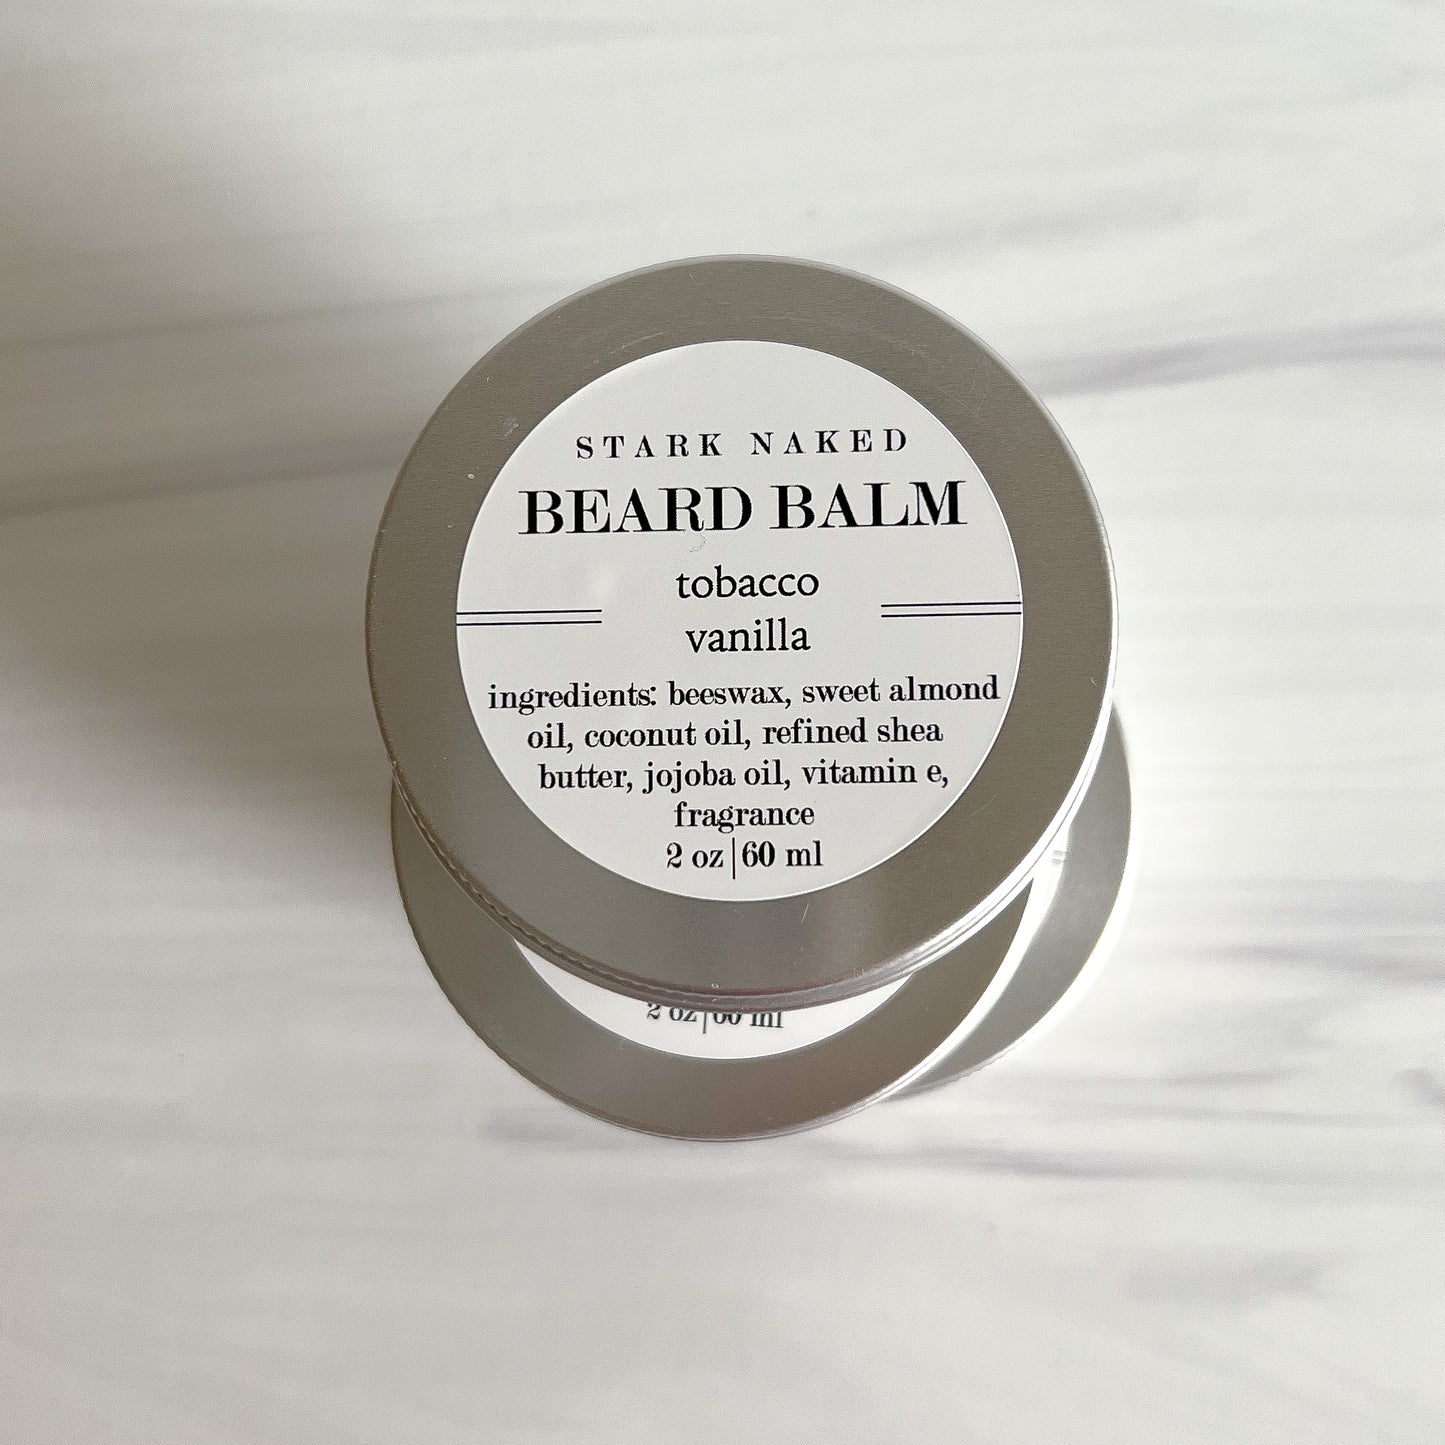 STARK NAKED
BEARD BALM
tobacco
vanilla
ingredients: beeswax, sweet almond
oil, coconut oil, refined shea
butter, jojoba oil, vitamin e,
fragrance
2 oz|60 ml
2 oz|60 ml